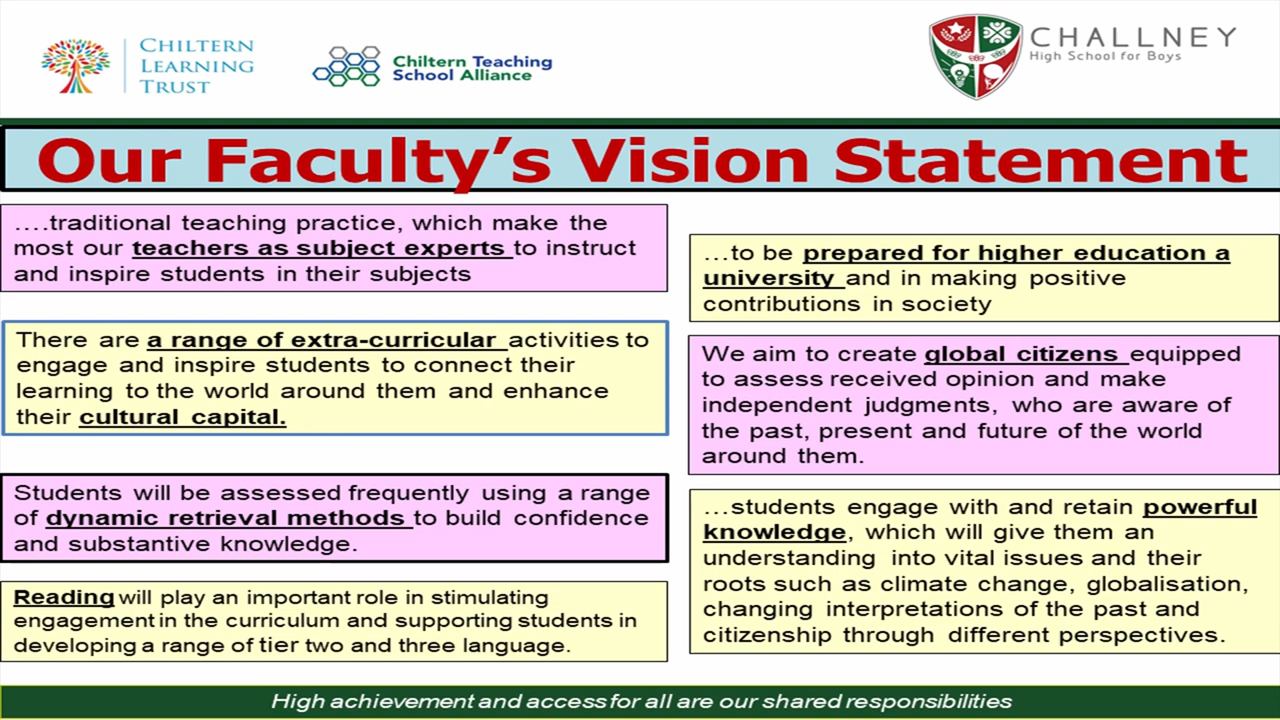 CHILTERN
LEARNING
TRUST
Chiltern Teaching
School Alliance
CHALLNEY
High School for Boys
Our Faculty’s Vision Statement
….traditional teaching practice, which make the
most our teachers as subject experts to instruct
and inspire students in their subjects
There are a range of extra-curricular activities to
engage and inspire students to connect their
learning to the world around them and enhance
their cultural capital.
Students will be assessed frequently using a range
of dynamic retrieval methods to build confidence
and substantive knowledge.
Reading will play an important role in stimulating
engagement in the curriculum and supporting students in
developing a range of tier two and three language.
…to be prepared for higher education a
university and in making positive
contributions in society
We aim to create global citizens equipped
to assess received opinion and make
independent judgments, who are aware of
the past, present and future of the world
around them.
…students engage with and retain powerful
knowledge, which will give them an
understanding into vital issues and their
roots such as climate change, globalisation,
changing interpretations of the past and
citizenship through different perspectives.
High achievement and access for all are our shared responsibilities